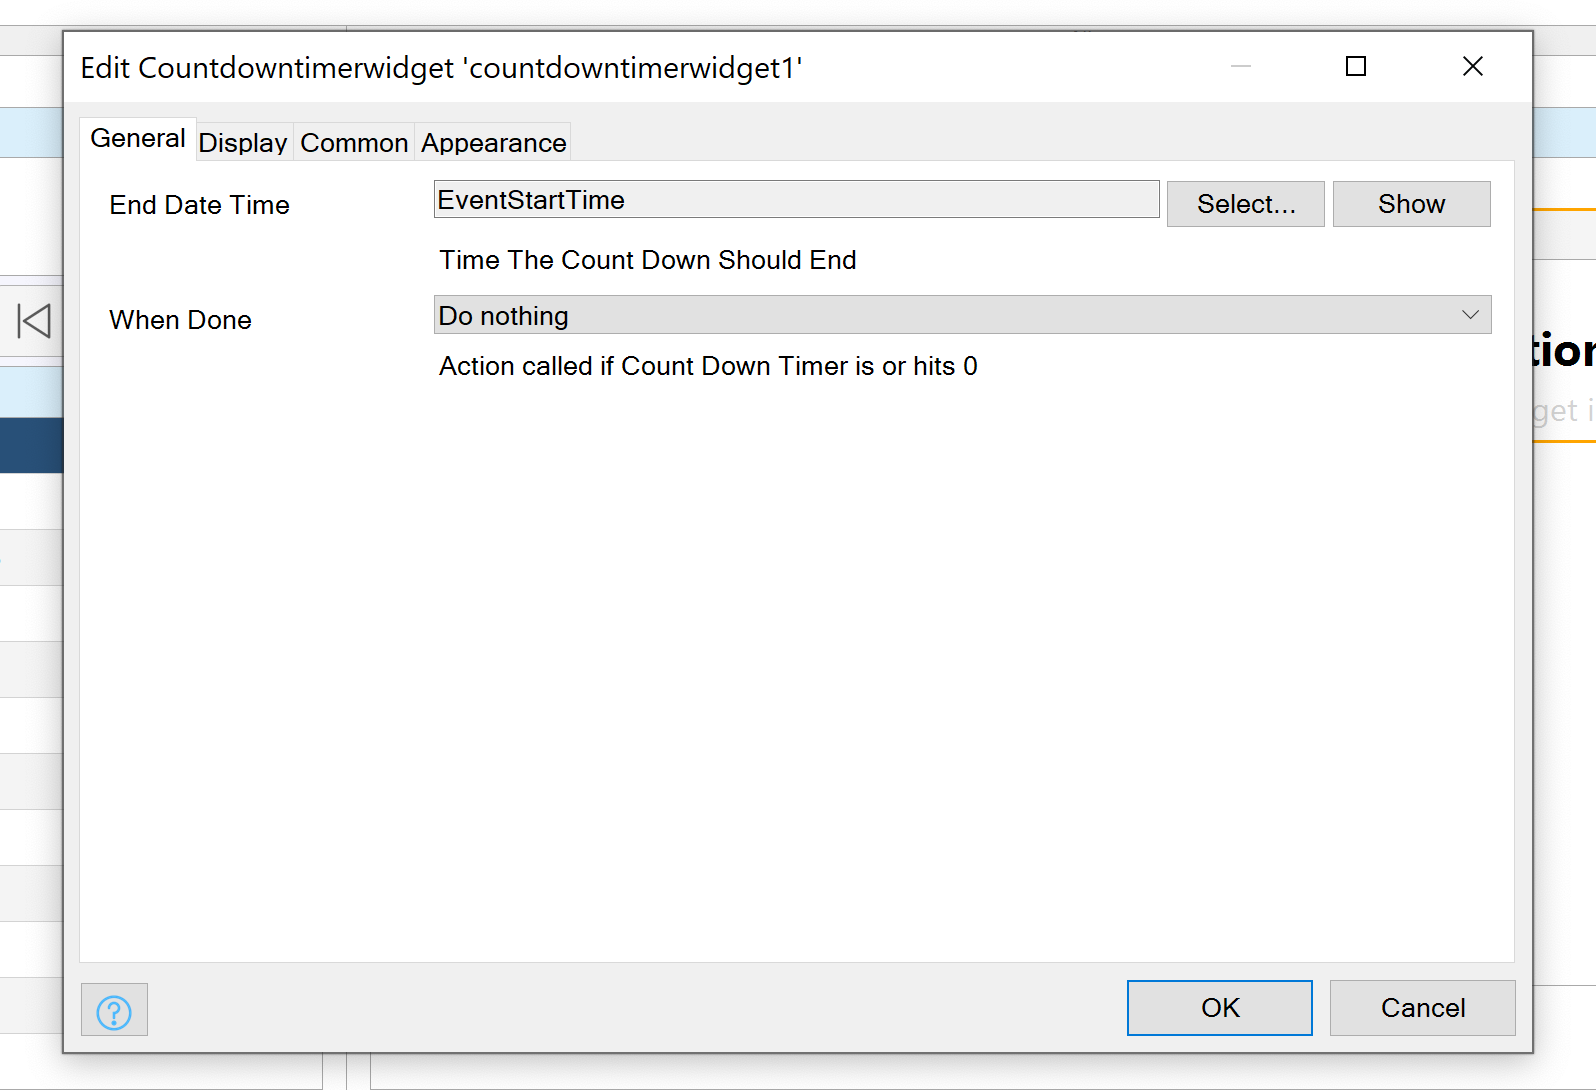 Edit Countdowntimerwidget 'countdowntimerwidget1'
General Display Common Appearance
End Date Time EventStartTime Select... Show
Time The Count Down Should End
When Done Do nothing
Action called if Count Down Timer is or hits 0
tion
get i
? OK Cancel